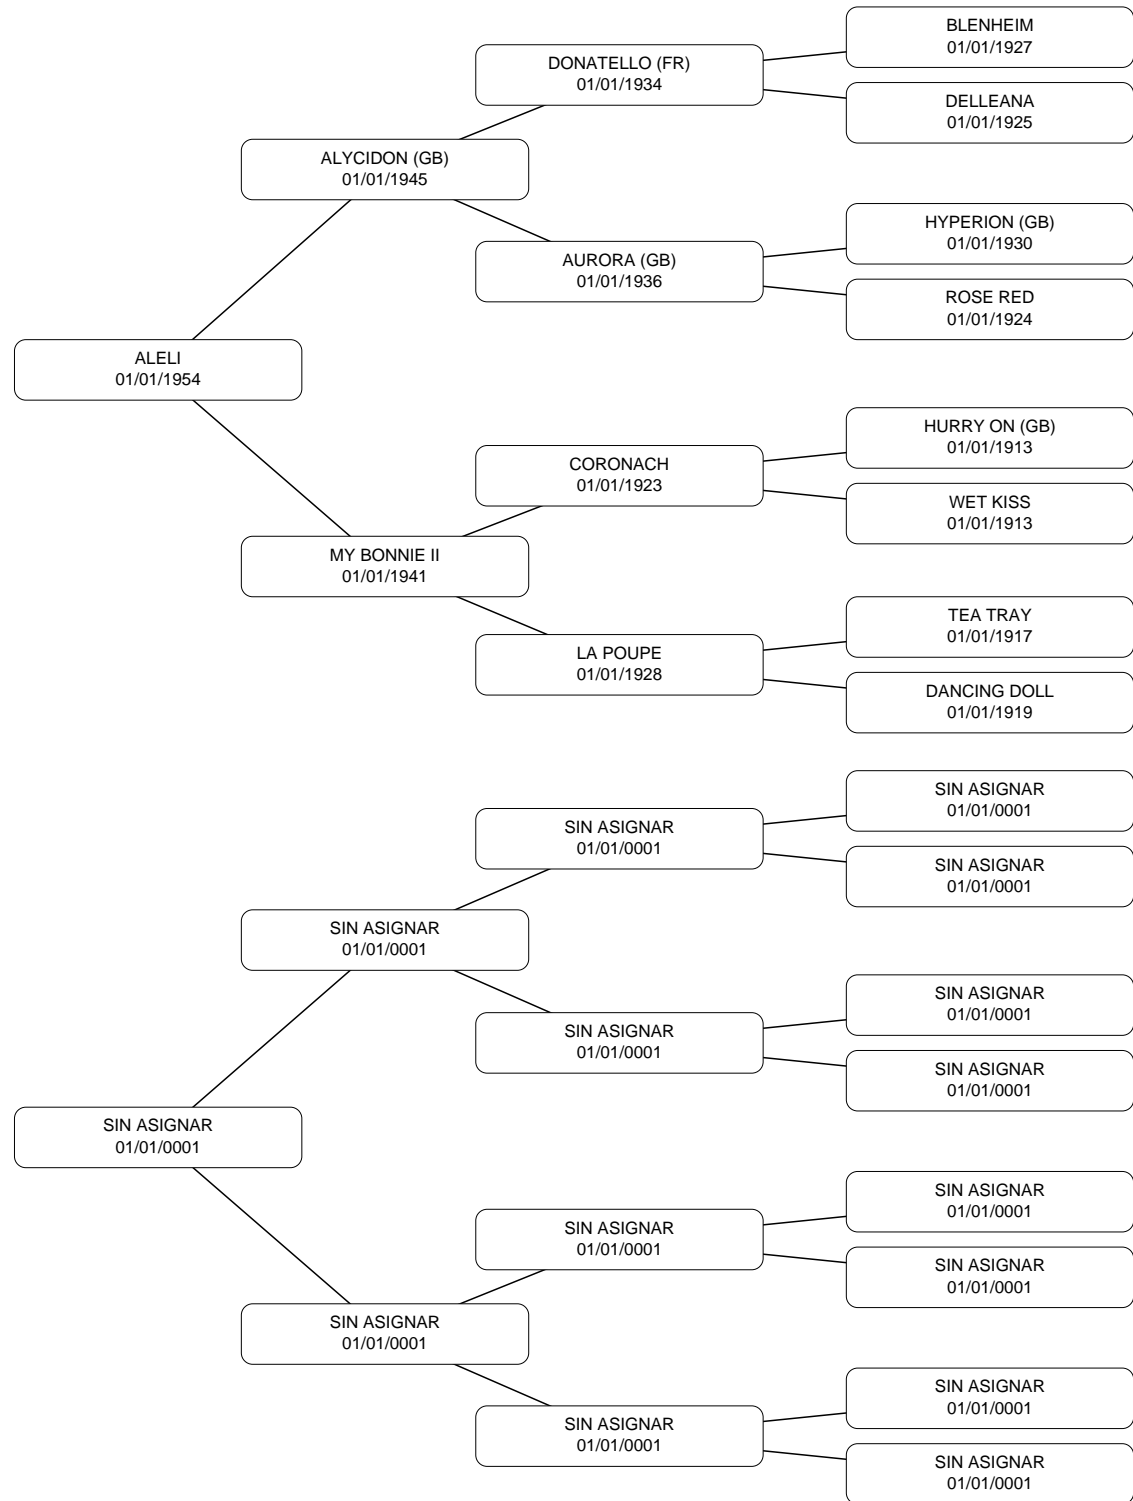 BLENHEIM
01/01/1927
DONATELLO (FR)
01/01/1934
DELLEANA
01/01/1925
ALYCIDON (GB)
01/01/1945
HYPERION (GB)
01/01/1930
AURORA (GB)
01/01/1936
ROSE RED
01/01/1924
ALELI
01/01/1954
HURRY ON (GB)
01/01/1913
CORONACH
01/01/1923
WET KISS
01/01/1913
MY BONNIE II
01/01/1941
TEA TRAY
01/01/1917
LA POUPE
01/01/1928
DANCING DOLL
01/01/1919
SIN ASIGNAR
01/01/0001
SIN ASIGNAR
01/01/0001
SIN ASIGNAR
01/01/0001
SIN ASIGNAR
01/01/0001
SIN ASIGNAR
01/01/0001
SIN ASIGNAR
01/01/0001
SIN ASIGNAR
01/01/0001
SIN ASIGNAR
01/01/0001
SIN ASIGNAR
01/01/0001
SIN ASIGNAR
01/01/0001
SIN ASIGNAR
01/01/0001
SIN ASIGNAR
01/01/0001
SIN ASIGNAR
01/01/0001
SIN ASIGNAR
01/01/0001
SIN ASIGNAR
01/01/0001